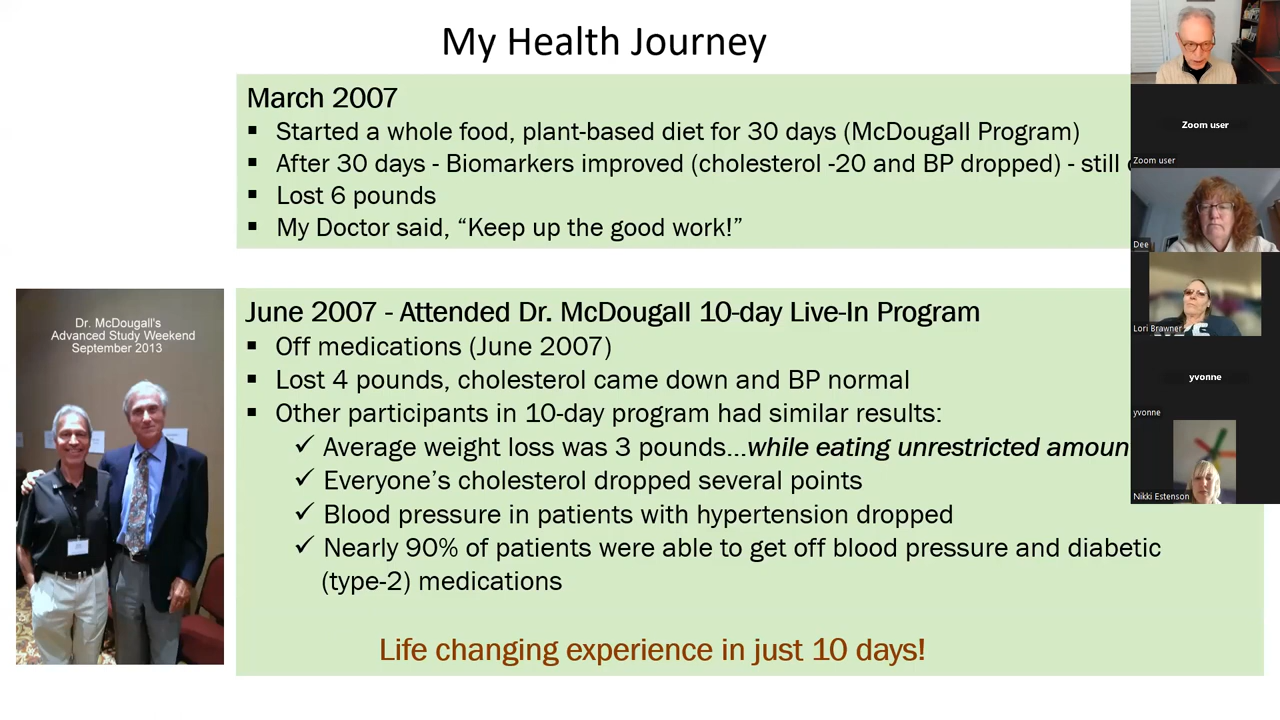 My Health Journey
March 2007
▪ Started a whole food, plant-based diet for 30 days (McDougall Program)
▪ After 30 days - Biomarkers improved (cholesterol -20 and BP dropped) - still
▪ Lost 6 pounds
▪ My Doctor said, “Keep up the good work!”
Dr. McDougall's
Advanced Study Weekend
September 2013
June 2007 - Attended Dr. McDougall 10-day Live-In Program
▪ Off medications (June 2007)
▪ Lost 4 pounds, cholesterol came down and BP normal
▪ Other participants in 10-day program had similar results:
✓ Average weight loss was 3 pounds...while eating unrestricted amoun
✓ Everyone’s cholesterol dropped several points
✓ Blood pressure in patients with hypertension dropped
✓ Nearly 90% of patients were able to get off blood pressure and diabetic
(type-2) medications
Life changing experience in just 10 days!
Zoom user
Zoom user
Dee
Lori Brawner
yvonne
yvonne
Nikki Estenson